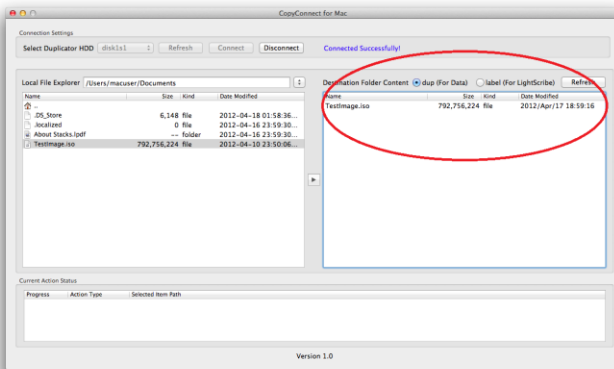 CopyConnect for Mac
Connection Settings
Select Duplicator HDD disk1s1 Refresh Connect Disconnect Connected Successfully!
Local File Explorer /Users/macuser/Documents
Destination Folder Content dup (For Data) label (For LightScribe) Refresh
Name Size Kind Date Modified
..
.DS_Store 6,148 file 2012-04-18 01:58:36...
.localized 0 file 2012-04-16 23:59:30...
About Stacks.lpdf -- folder 2012-04-16 23:59:30...
TestImage.iso 792,756,224 file 2012-04-10 23:50:06...
Name Size Kind Date Modified
TestImage.iso 792,756,224 file 2012/Apr/17 18:59:16
Current Action Status
Progress Action Type Selected Item Path
Version 1.0